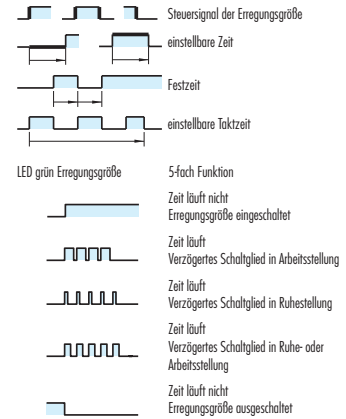 Steuersignal der Erregungsgröße
einstellbare Zeit
Festzeit
einstellbare Taktzeit
LED grün Erregungsgröße
5-fach Funktion
Zeit läuft nicht
Erregungsgröße eingeschaltet
Zeit läuft
Verzögertes Schaltglied in Arbeitsstellung
Zeit läuft
Verzögertes Schaltglied in Ruhestellung
Zeit läuft
Verzögertes Schaltglied in Ruhe- oder
Arbeitsstellung
Zeit läuft nicht
Erregungsgröße ausgeschaltet